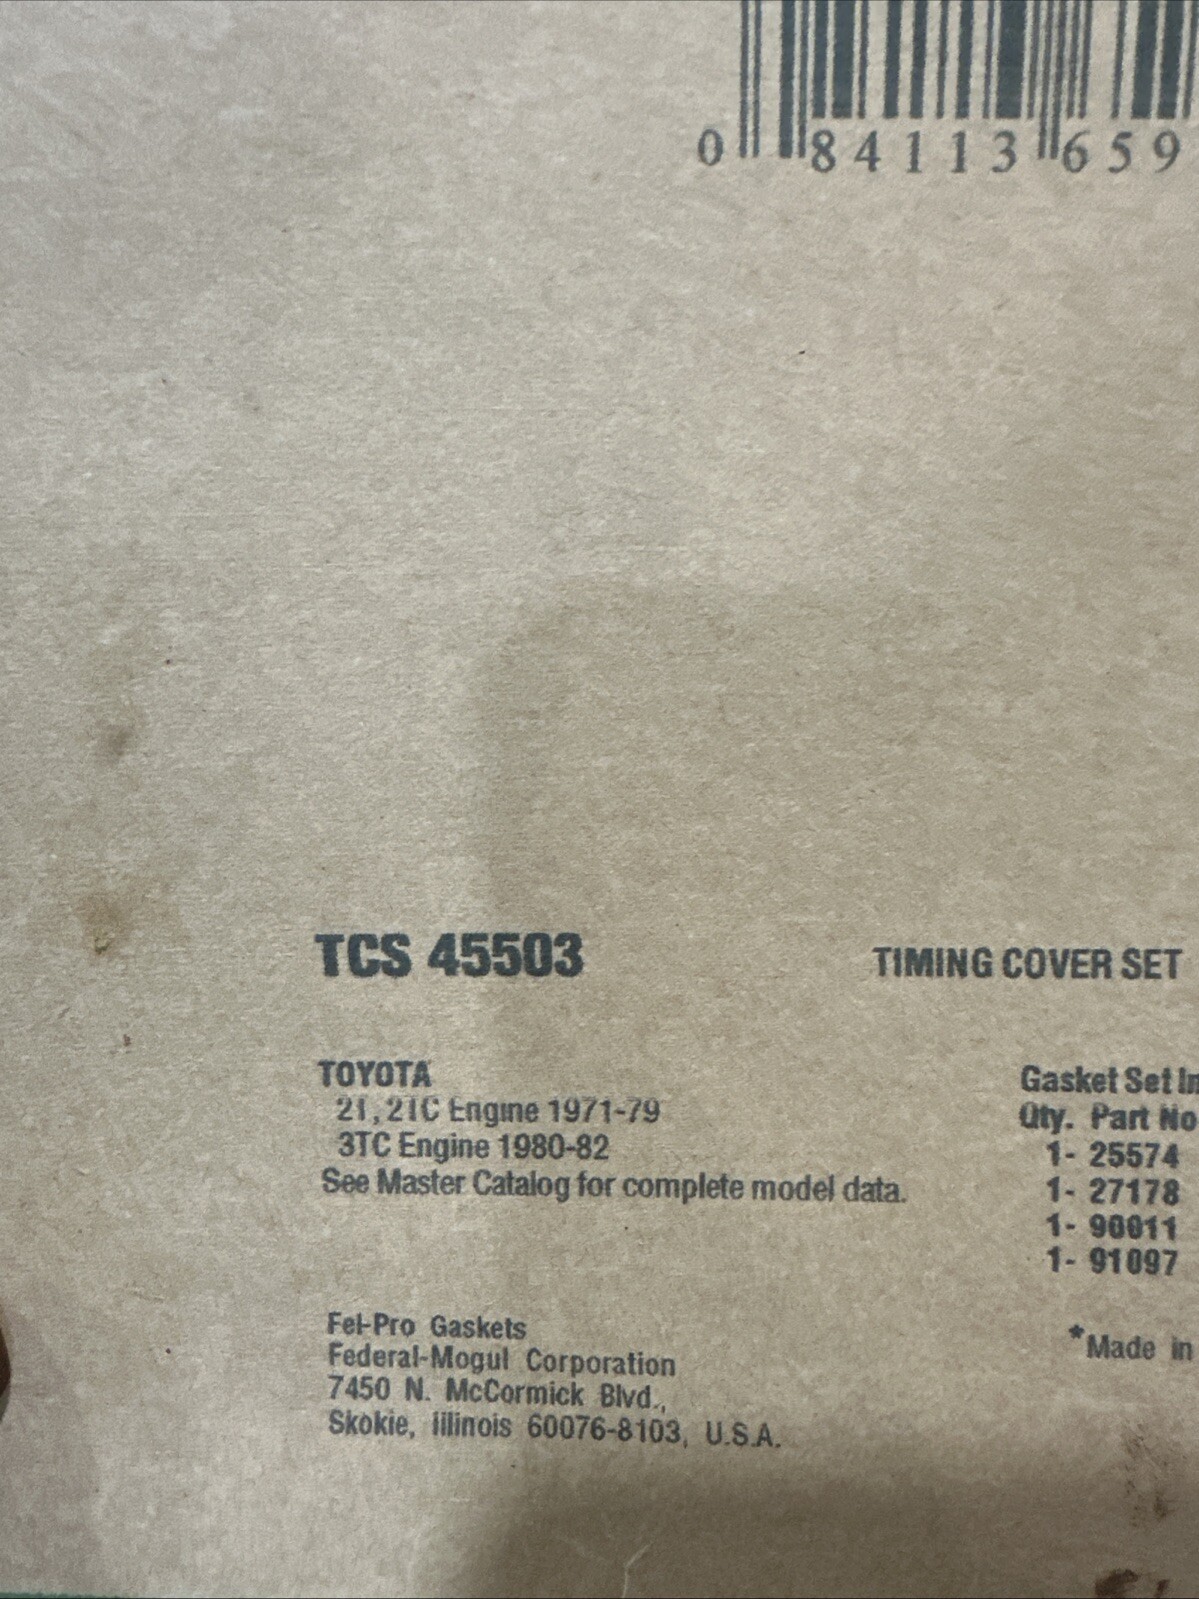 0 84113 659
TCS 45503
TIMING COVER SET
TOYOTA
2T, 2TC Engine 1971-79
3TC Engine 1980-82
See Master Catalog for complete model data.
Gasket Set
Qty. Part No
1- 25574
1- 27178
1- 90011
1- 91097
Fel-Pro Gaskets
Federal-Mogul Corporation
7450 N. McCormick Blvd.,
Skokie, Illinois 60076-8103, U.S.A.
*Made in